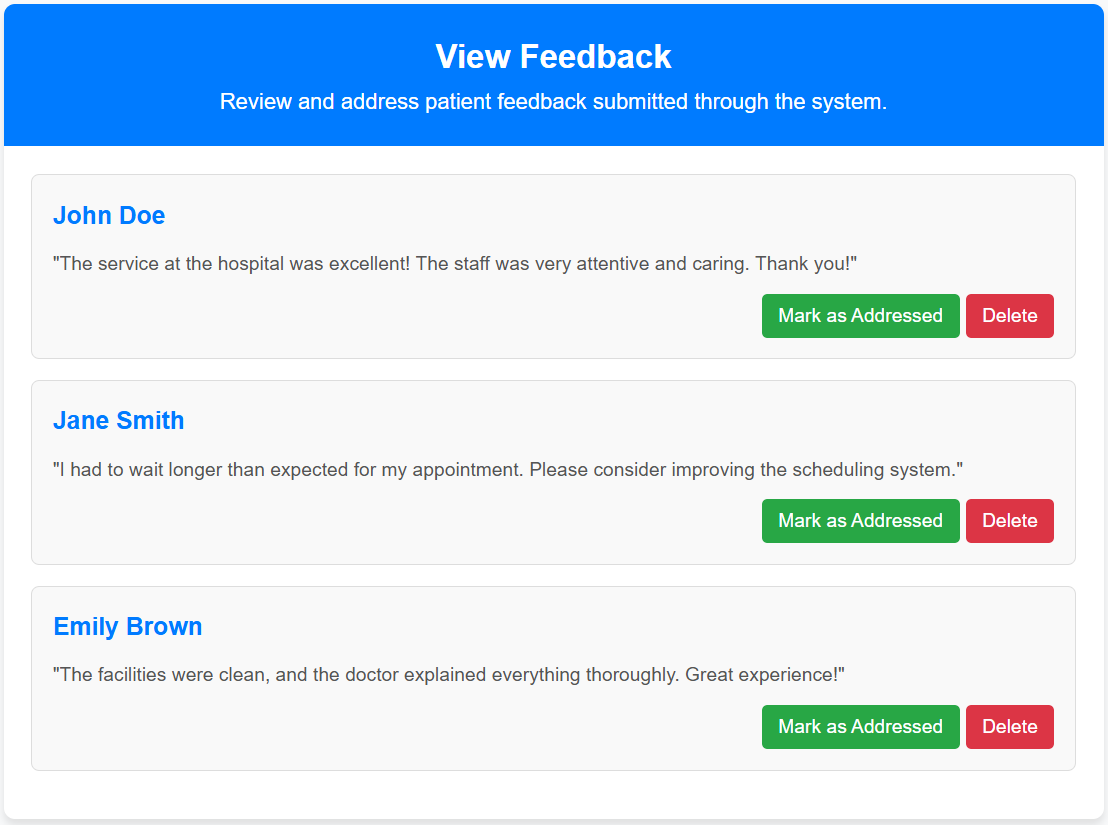 View Feedback
Review and address patient feedback submitted through the system.
John Doe
"The service at the hospital was excellent! The staff was very attentive and caring. Thank you!"
Mark as Addressed Delete
Jane Smith
"I had to wait longer than expected for my appointment. Please consider improving the scheduling system."
Mark as Addressed Delete
Emily Brown
"The facilities were clean, and the doctor explained everything thoroughly. Great experience!"
Mark as Addressed Delete